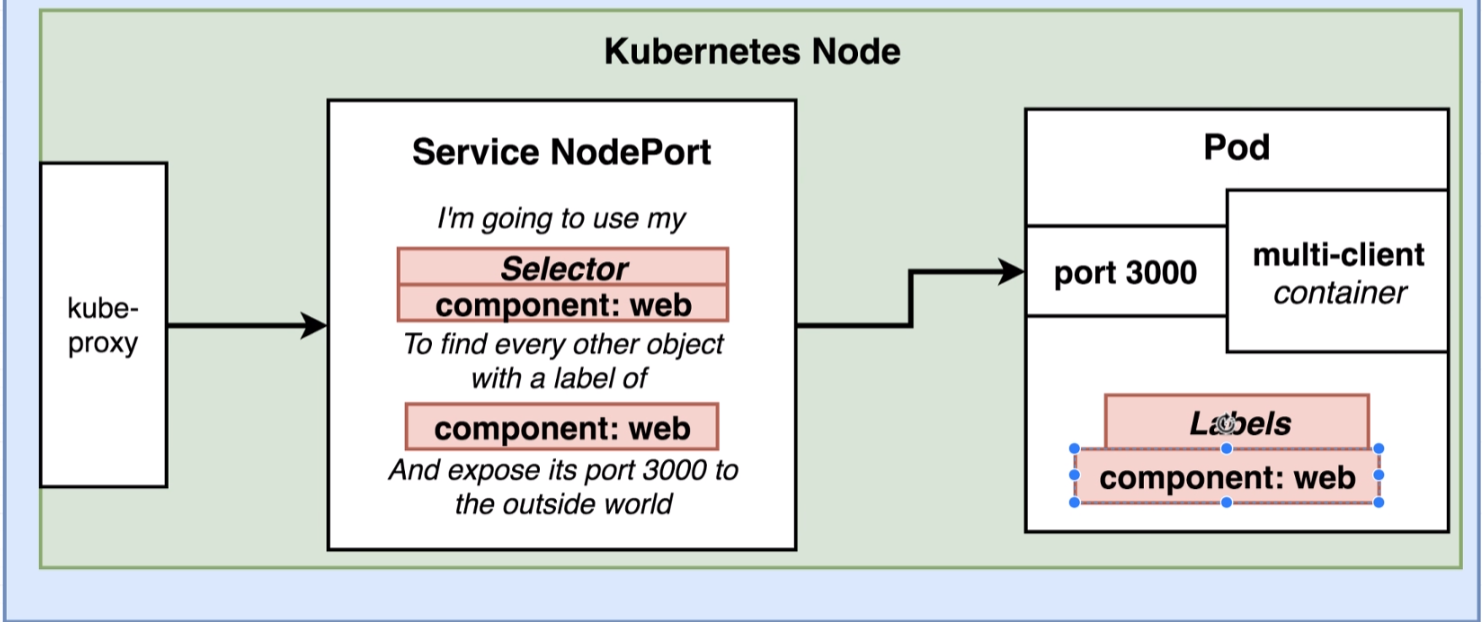 Kubernetes Node
kube-
proxy
Service NodePort
I'm going to use my
Selector
component: web
To find every other object
with a label of
component: web
And expose its port 3000 to
the outside world
Pod
port 3000
multi-client
container
Labels
component: web